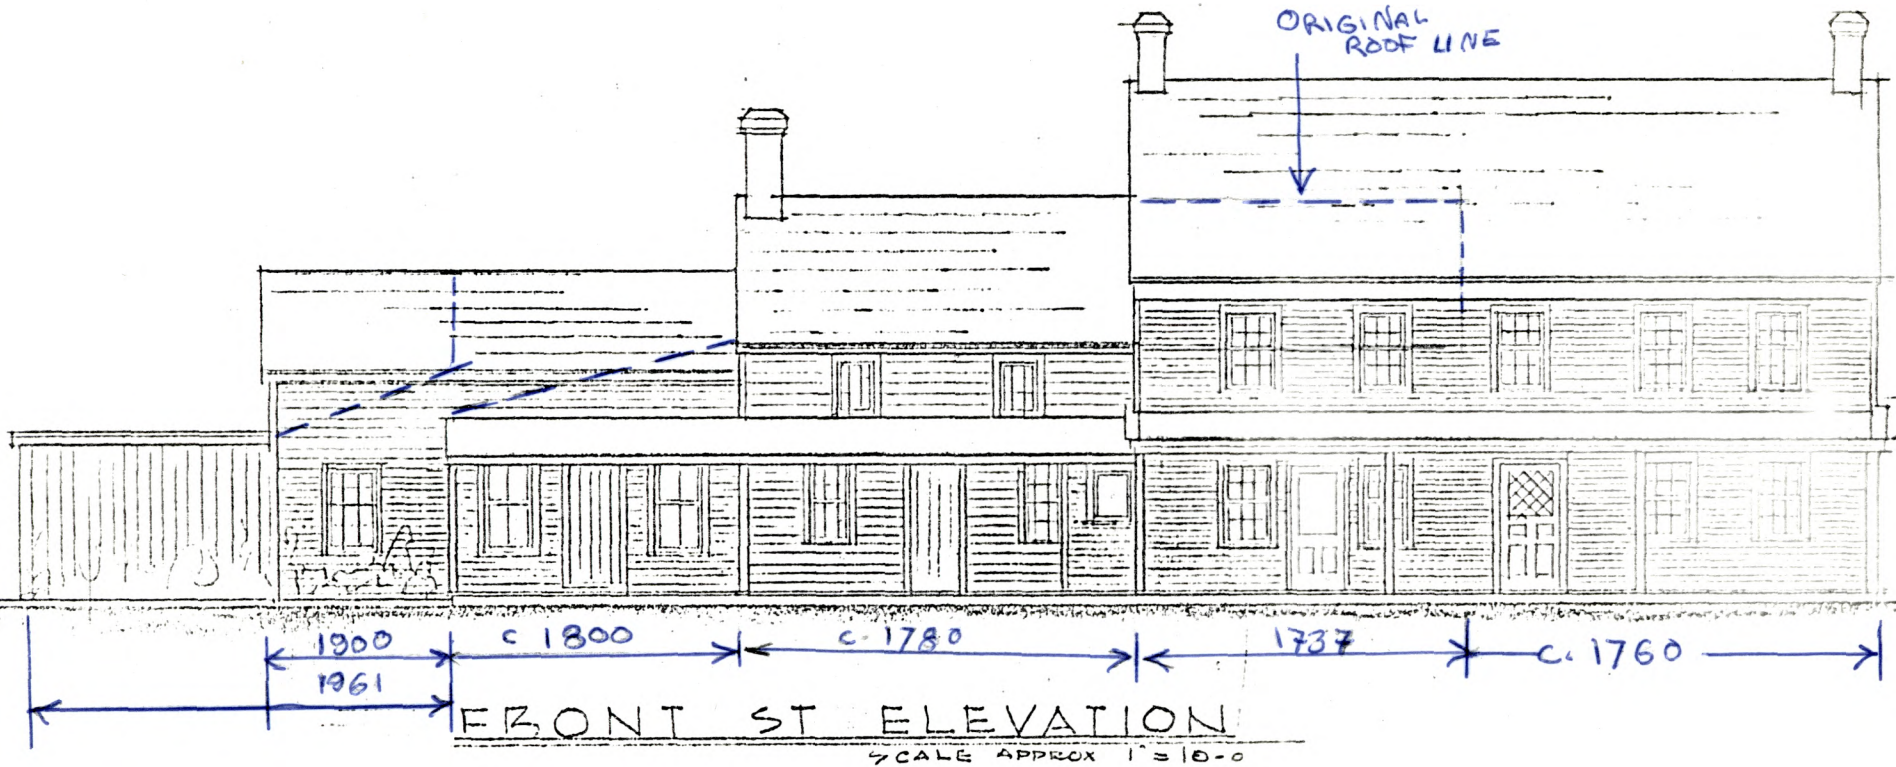 ORIGINAL
ROOF LINE
1900
c 1800
c. 1780
1737
c. 1760
1961
FRONT ST ELEVATION
SCALE APPROX 1"=10-0